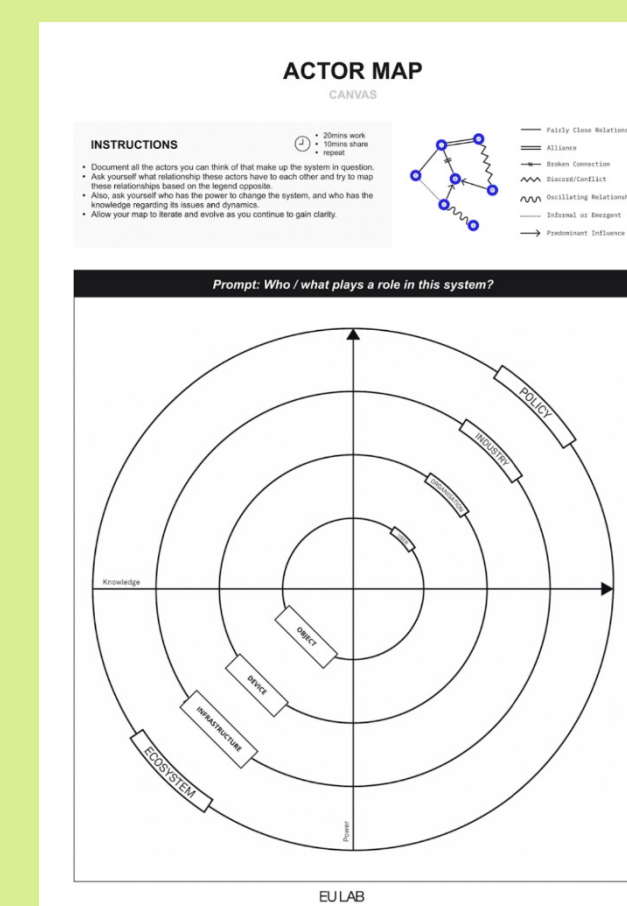 ACTOR MAP
CANVAS
INSTRUCTIONS
• 20mins work
• 10mins share
• repeat
• Document all the actors you can think of that make up the system in question.
• Ask yourself what relationship these actors have to each other and try to map
these relationships based on the legend opposite.
• Also, ask yourself who has the power to change the system, and who has the
knowledge regarding its issues and dynamics.
• Allow your map to iterate and evolve as you continue to gain clarity.
Fairly Close Relations
Alliance
Broken Connection
Discord/Conflict
Oscillating Relationsh
Informal or Emergent
Predominant Influence
Prompt: Who / what plays a role in this system?
POLICY
INDUSTRY
ORGANISATION
USER
Knowledge
OBJECT
DEVICE
INFRASTRUCTURE
ECOSYSTEM
Power
EU LAB